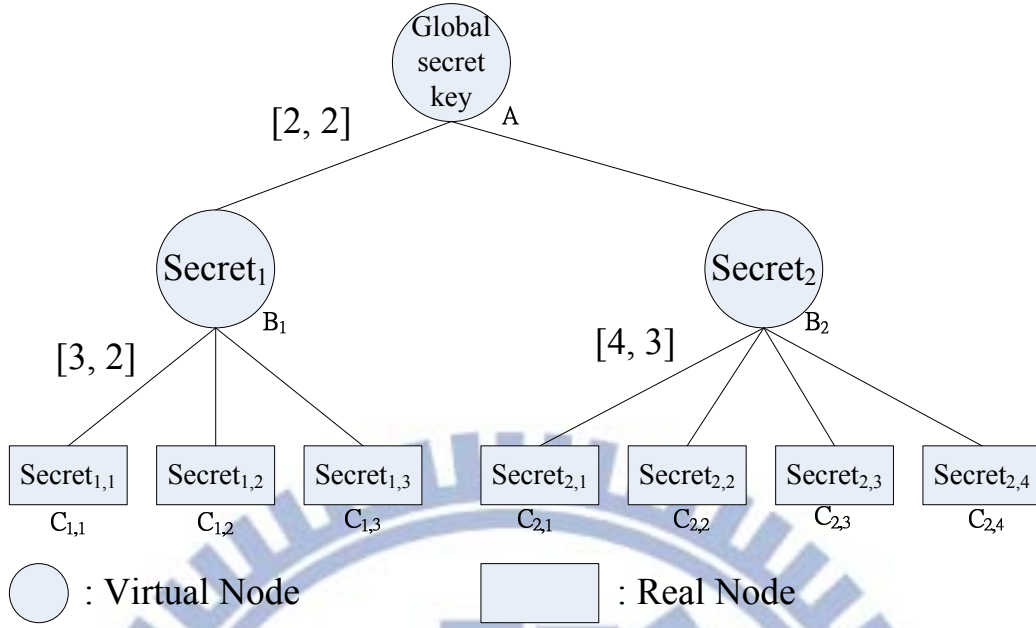 Global
secret
key
A
[2, 2]
Secret₁
B₁
Secret₂
B₂
[3, 2]
[4, 3]
Secret₁,₁
Secret₁,₂
Secret₁,₃
Secret₂,₁
Secret₂,₂
Secret₂,₃
Secret₂,₄
C₁,₁
C₁,₂
C₁,₃
C₂,₁
C₂,₂
C₂,₃
C₂,₄
: Virtual Node
: Real Node